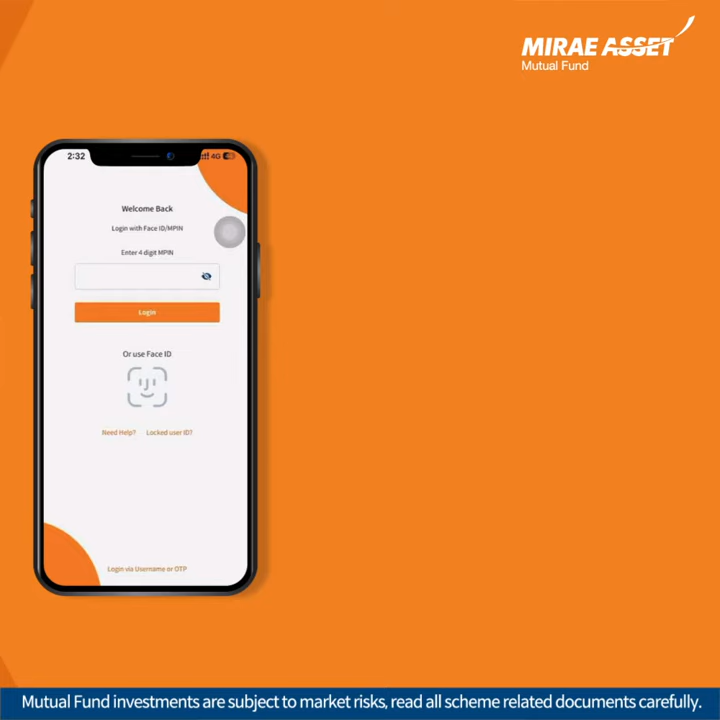 MIRAE ASSET
Mutual Fund
2:32
4G
Welcome Back
Login with Face ID/MPIN
Enter 4 digit MPIN
Login
Or use Face ID
Need Help? Locked user ID?
Login via Username or OTP
Mutual Fund investments are subject to market risks, read all scheme related documents carefully.